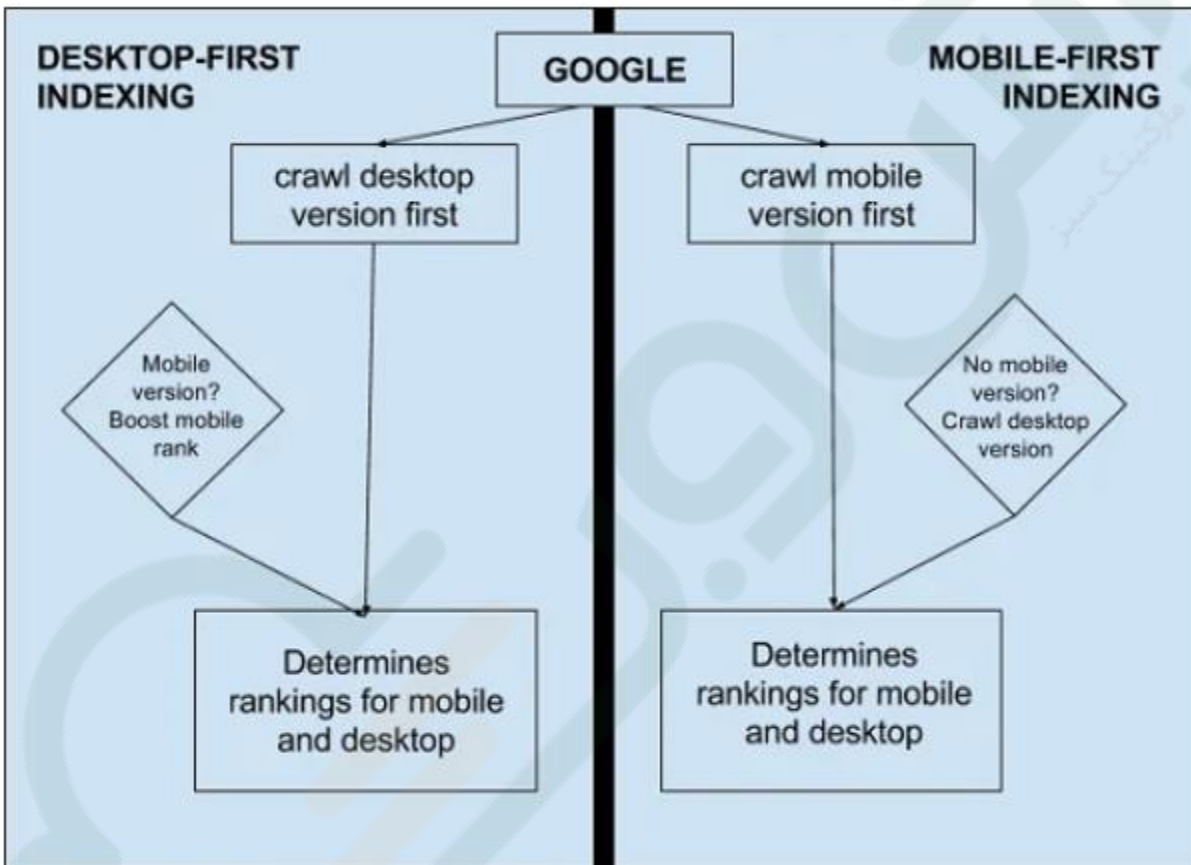 DESKTOP-FIRST
INDEXING
GOOGLE
MOBILE-FIRST
INDEXING
crawl desktop
version first
crawl mobile
version first
Mobile
version?
Boost mobile
rank
No mobile
version?
Crawl desktop
version
Determines
rankings for mobile
and desktop
Determines
rankings for mobile
and desktop
مارکتینگ سبز